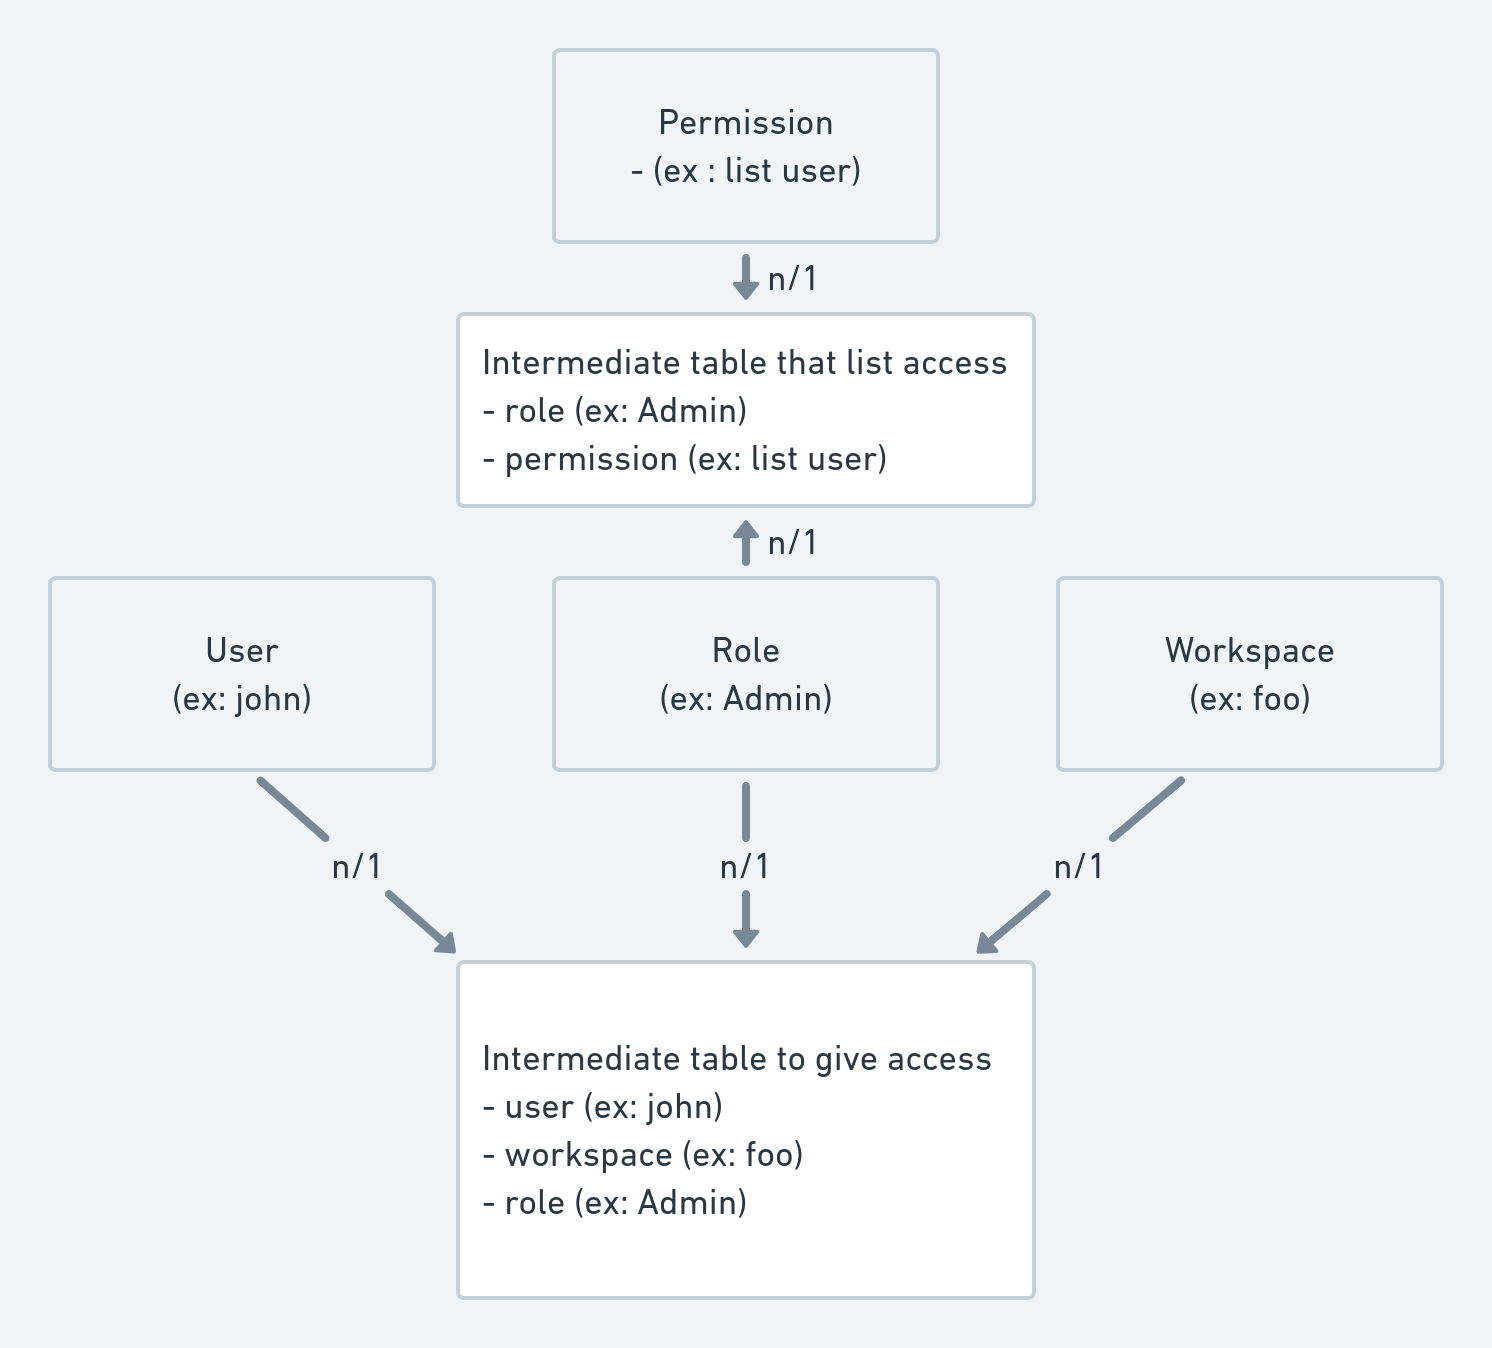 Permission
- (ex : list user)
n/1
Intermediate table that list access
- role (ex: Admin)
- permission (ex: list user)
n/1
User
(ex: john)
Role
(ex: Admin)
Workspace
(ex: foo)
n/1
n/1
n/1
Intermediate table to give access
- user (ex: john)
- workspace (ex: foo)
- role (ex: Admin)